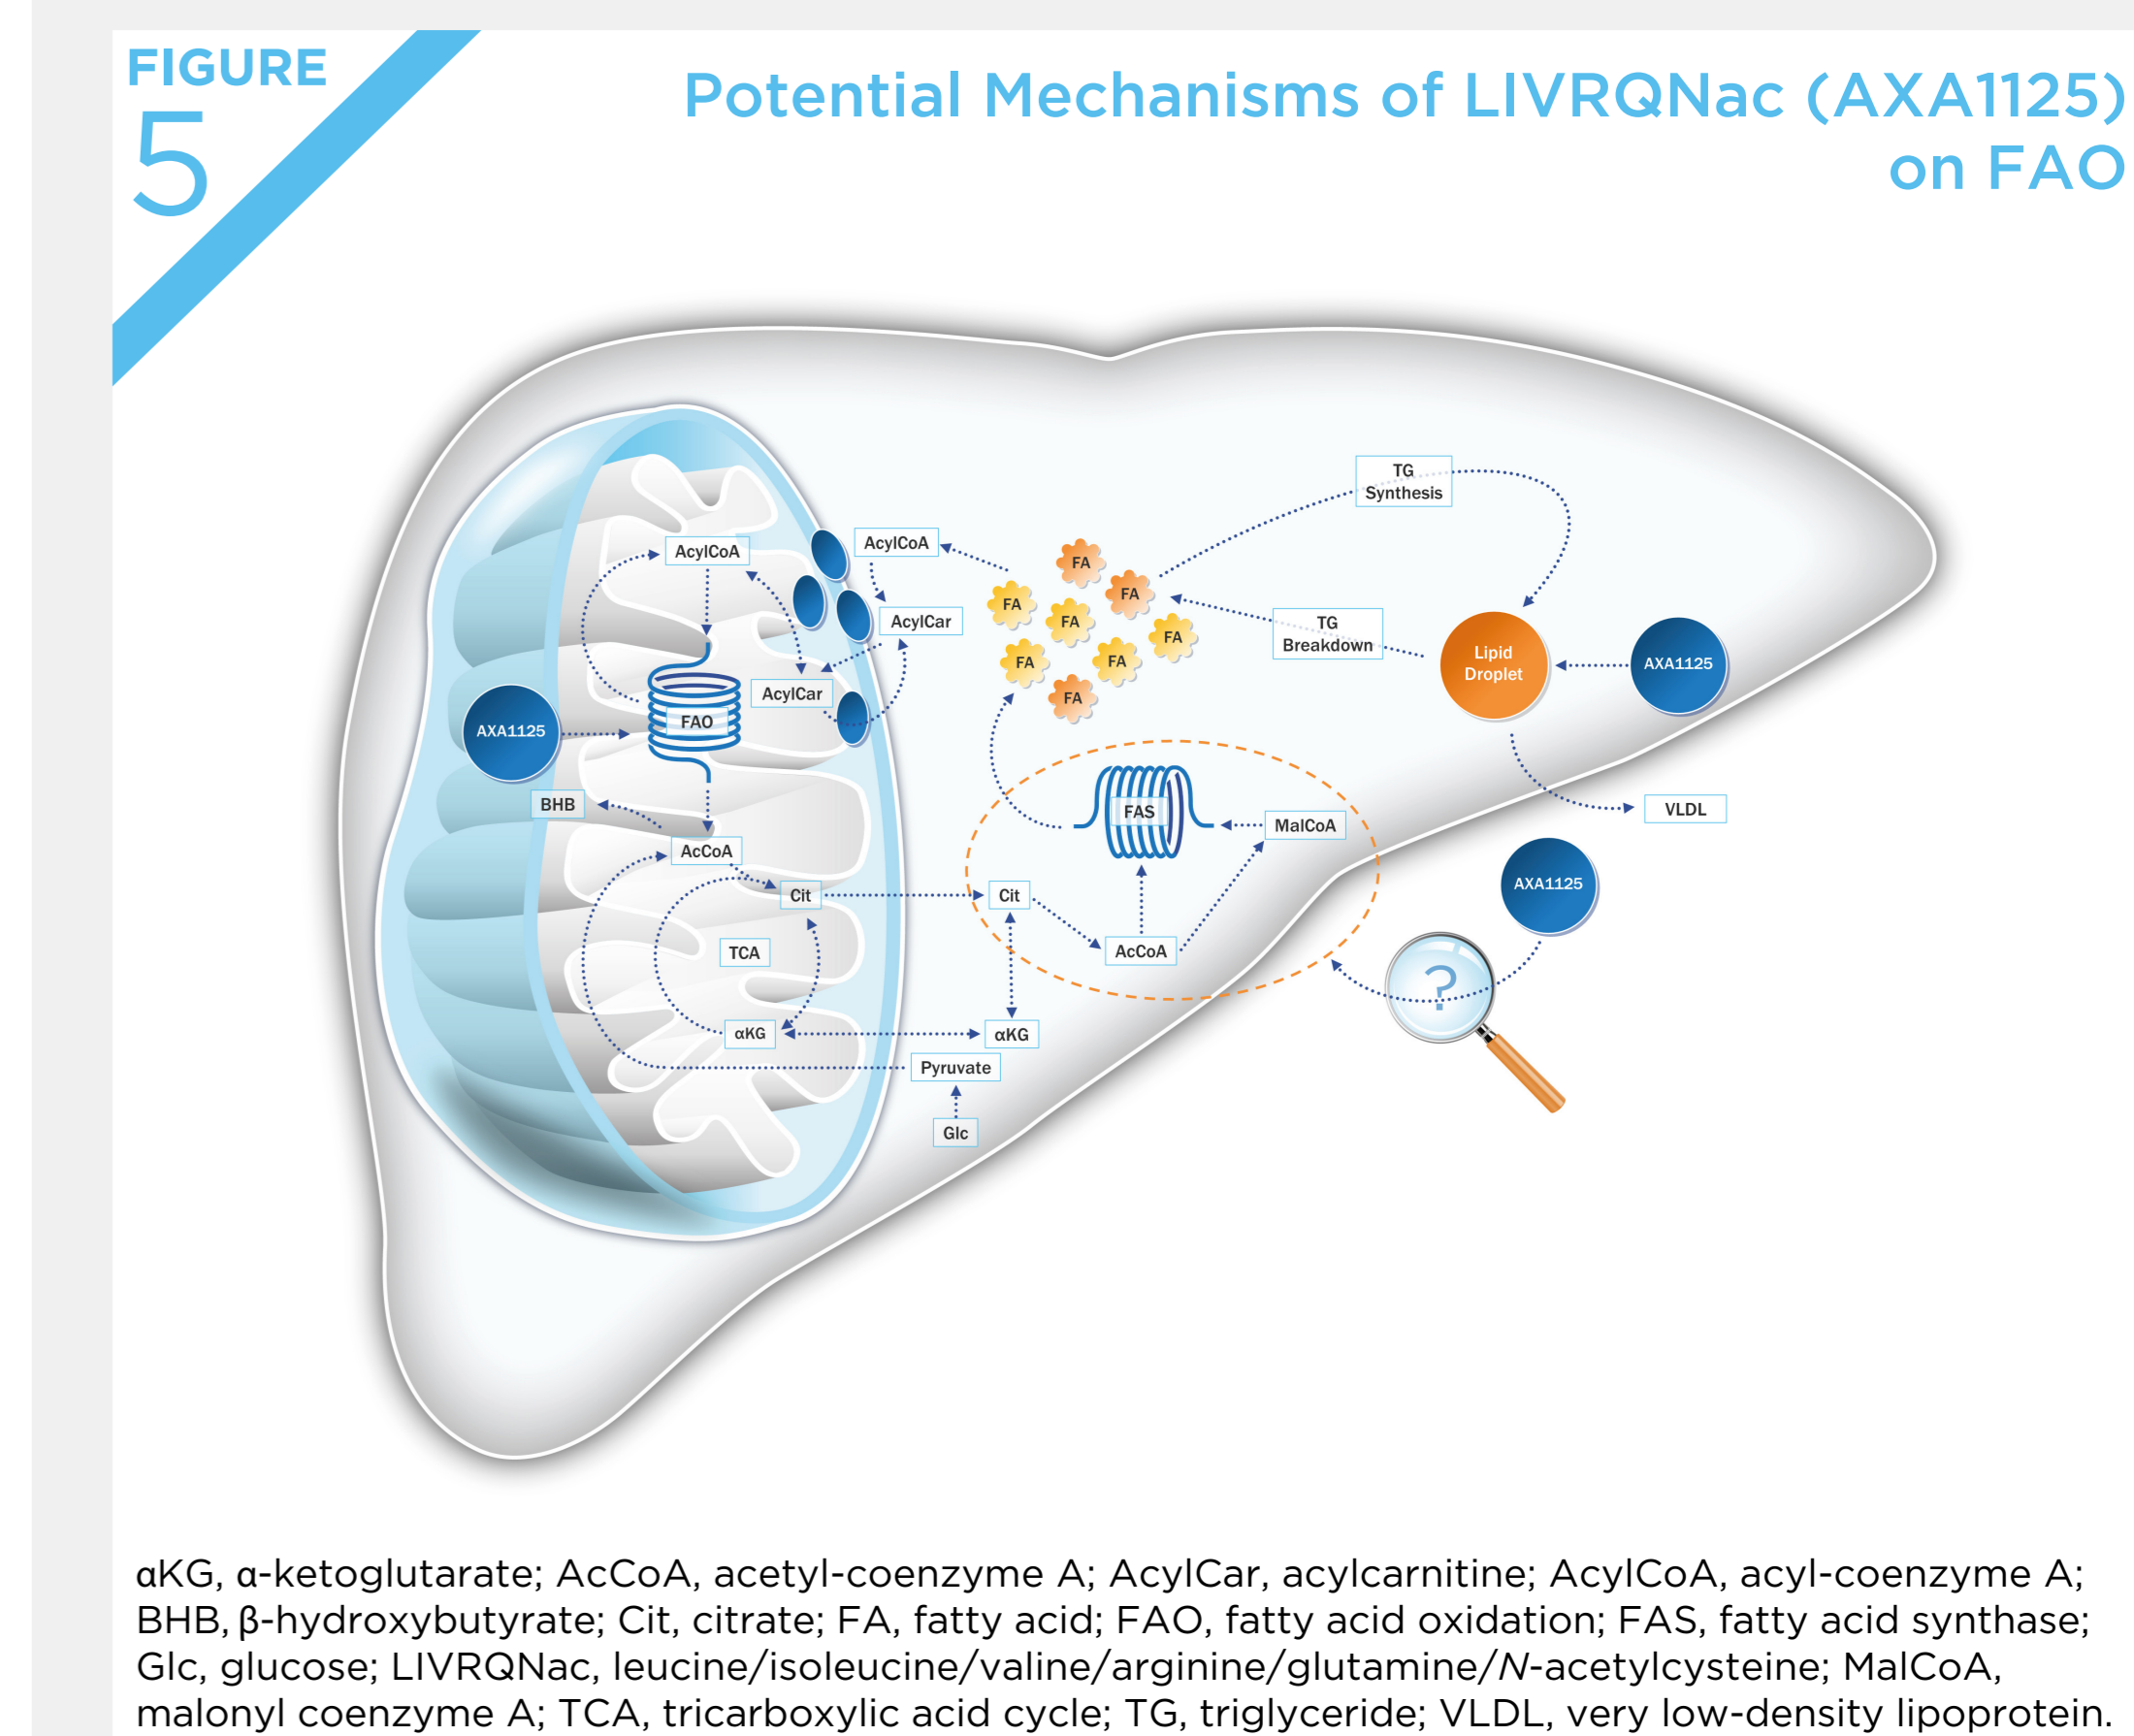 FIGURE
5
Potential Mechanisms of LIVRQNac (AXA1125)
on FAO
TG
Synthesis
AcylCoA
AcylCoA
FA
FA
FA
FA
FA
FA
FA
FA
AcylCar
TG
Breakdown
Lipid
Droplet
AXA1125
AcylCar
FAO
AXA1125
BHB
FAS
MalCoA
VLDL
AcCoA
Cit
Cit
AXA1125
TCA
AcCoA
?
αKG
αKG
Pyruvate
Glc
αKG, α-ketoglutarate; AcCoA, acetyl-coenzyme A; AcylCar, acylcarnitine; AcylCoA, acyl-coenzyme A;
BHB, β-hydroxybutyrate; Cit, citrate; FA, fatty acid; FAO, fatty acid oxidation; FAS, fatty acid synthase;
Glc, glucose; LIVRQNac, leucine/isoleucine/valine/arginine/glutamine/N-acetylcysteine; MalCoA,
malonyl coenzyme A; TCA, tricarboxylic acid cycle; TG, triglyceride; VLDL, very low-density lipoprotein.